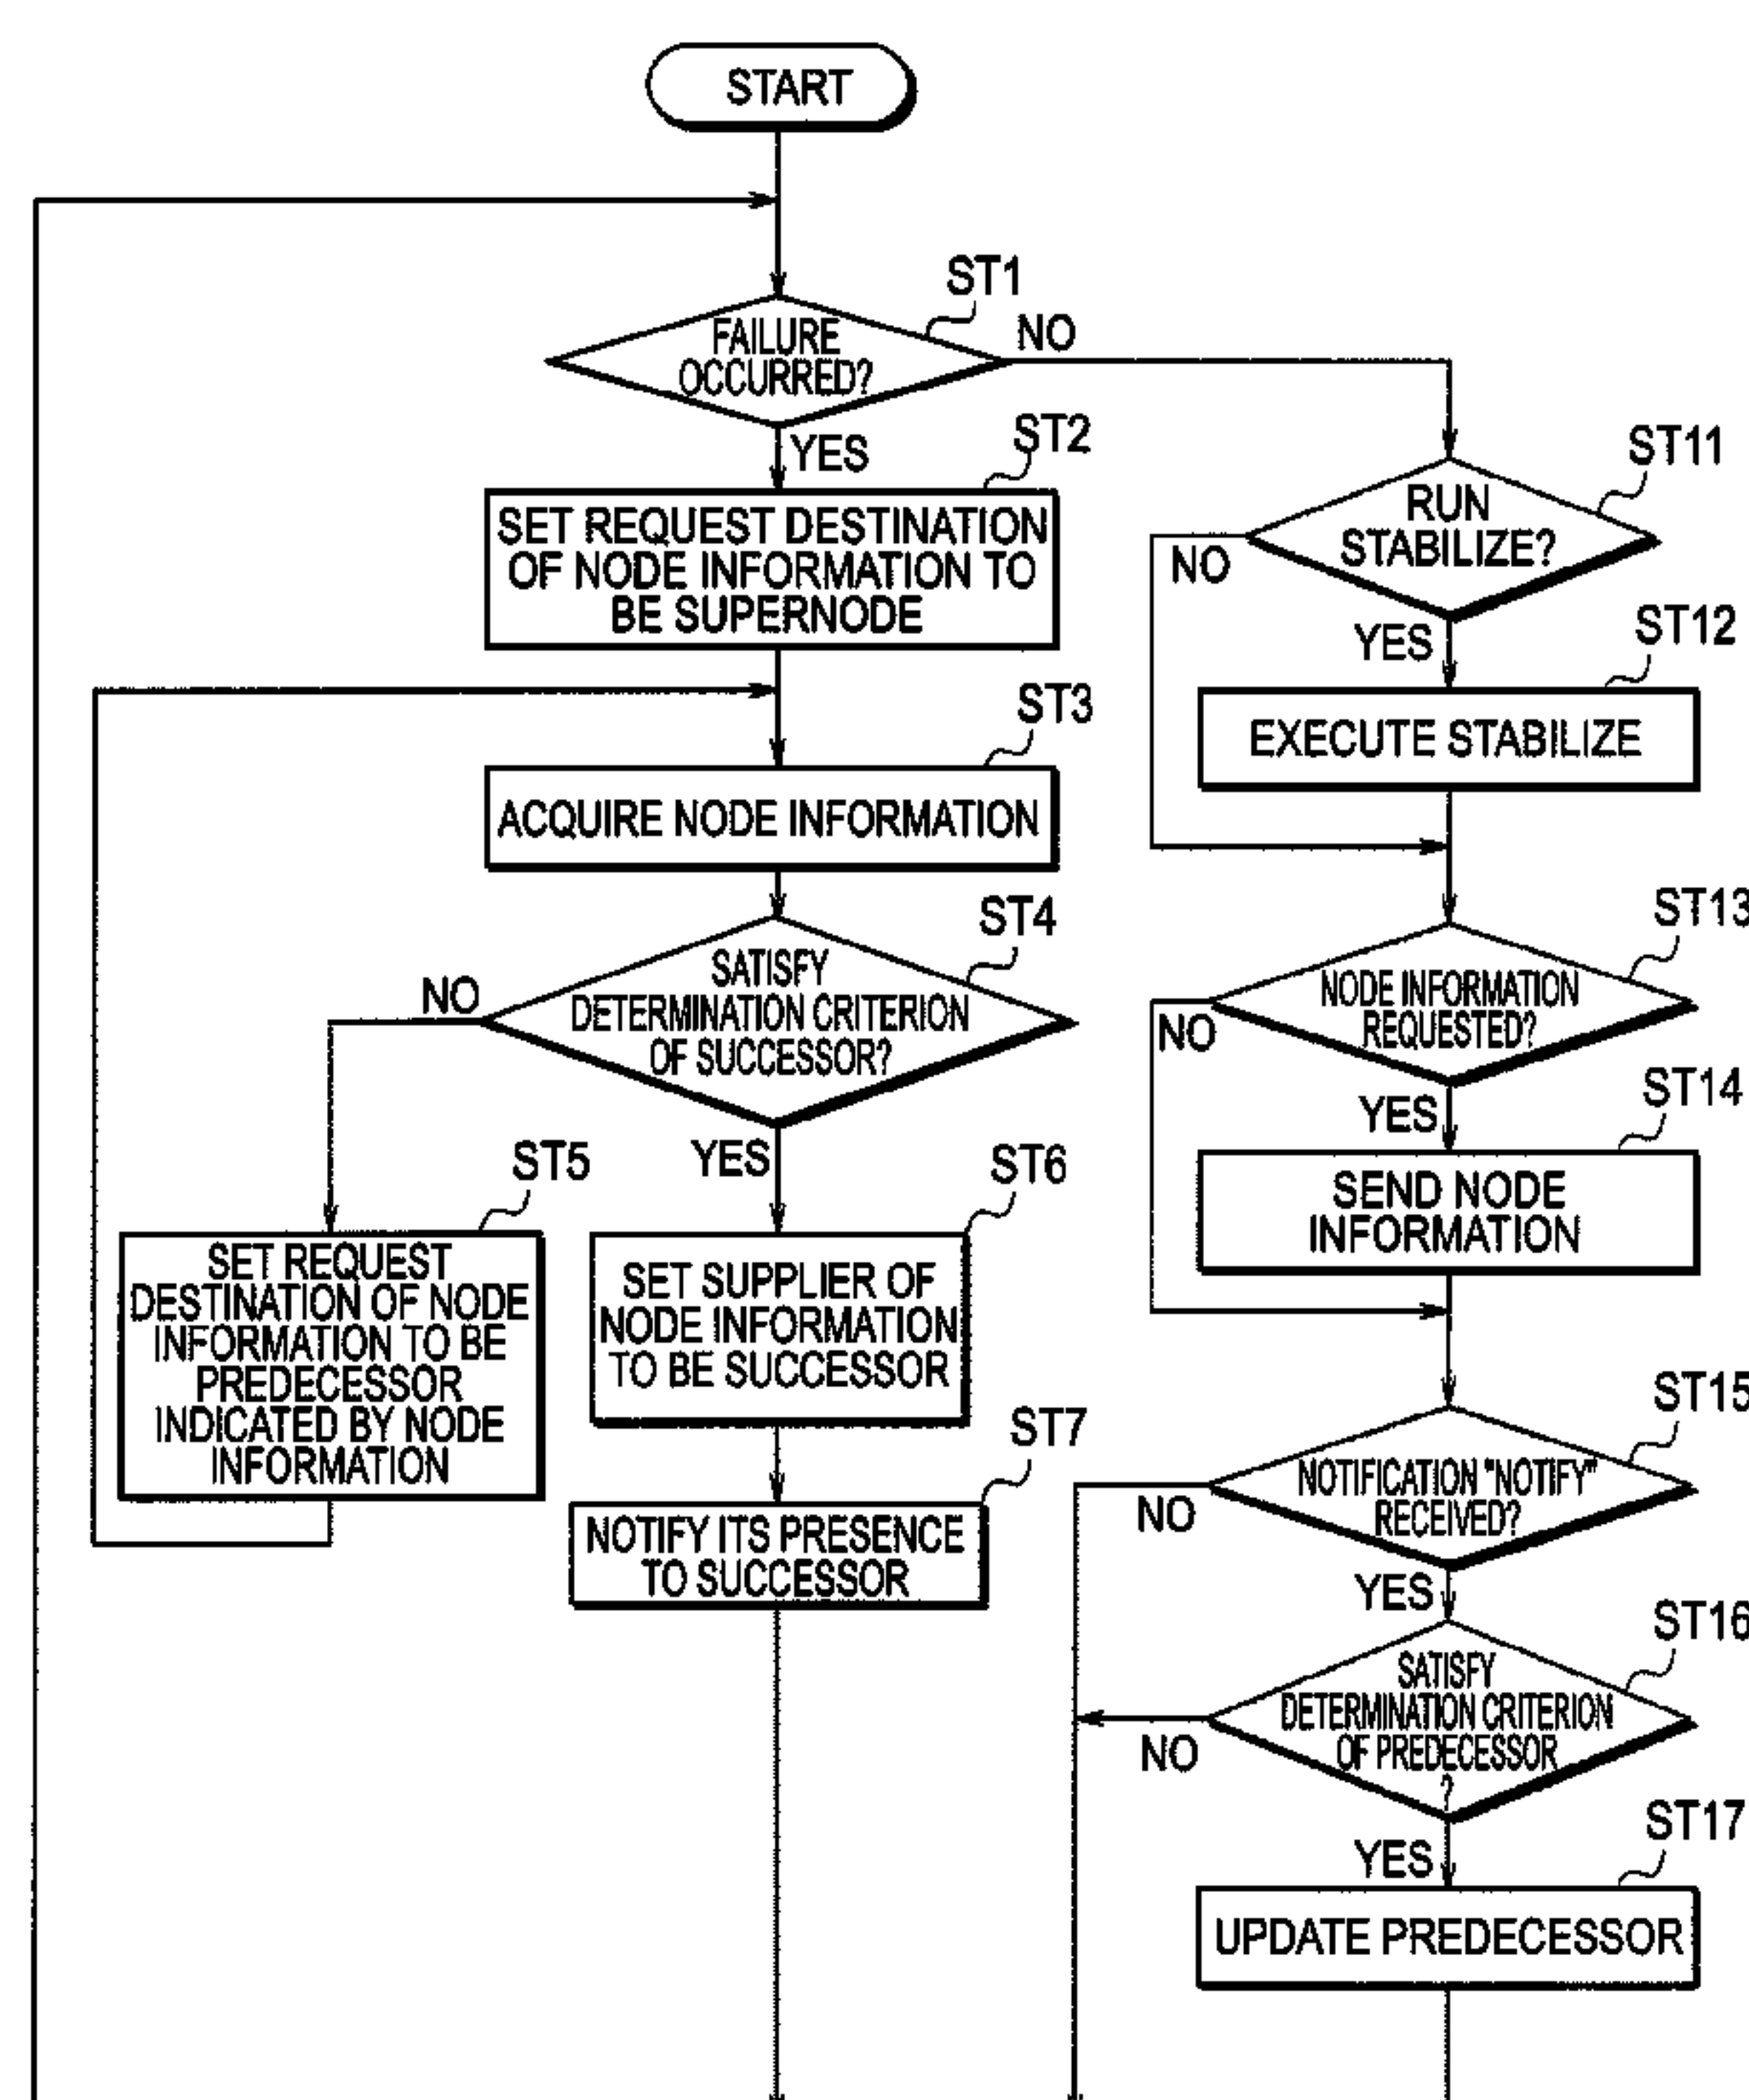 START
ST1
FAILURE
OCCURRED?
NO
YES
ST2
SET REQUEST DESTINATION
OF NODE INFORMATION TO
BE SUPERNODE
ST3
ACQUIRE NODE INFORMATION
ST4
SATISFY
DETERMINATION CRITERION
OF SUCCESSOR?
NO
YES
ST5
SET REQUEST
DESTINATION OF NODE
INFORMATION TO BE
PREDECESSOR
INDICATED BY NODE
INFORMATION
ST6
SET SUPPLIER OF
NODE INFORMATION
TO BE SUCCESSOR
ST7
NOTIFY ITS PRESENCE
TO SUCCESSOR
ST11
RUN
STABILIZE?
NO
YES
ST12
EXECUTE STABILIZE
ST13
NODE INFORMATION
REQUESTED?
NO
YES
ST14
SEND NODE
INFORMATION
ST15
NOTIFICATION "NOTIFY"
RECEIVED?
NO
YES
ST16
SATISFY
DETERMINATION CRITERION
OF PREDECESSOR
?
NO
YES
ST17
UPDATE PREDECESSOR